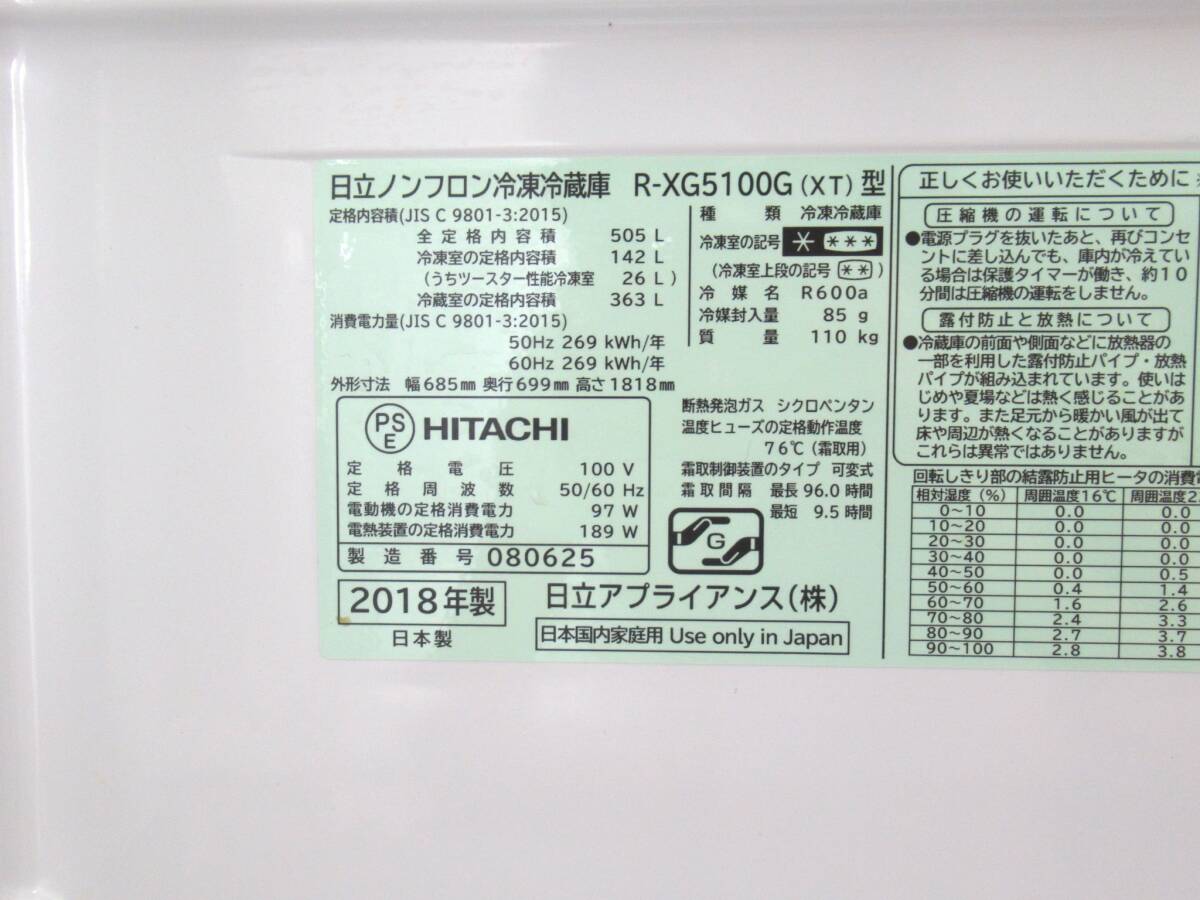 日立ノンフロン冷凍冷蔵庫 R-XG5100G (XT) 型
定格内容積(JIS C 9801-3:2015)
全定格内容積 505 L
冷凍室の定格内容積 142 L
(うちツースター性能冷凍室 26 L)
冷蔵室の定格内容積 363 L
消費電力量(JIS C 9801-3:2015)
50Hz 269 kWh/年
60Hz 269 kWh/年
外形寸法 幅685mm 奥行699mm 高さ1818mm
種類 冷凍冷蔵庫
冷凍室の記号 * ***
(冷凍室上段の記号 **)
冷媒名 R600a
冷媒封入量 85 g
質量 110 kg
PSE HITACHI
定格電圧 100 V
定格周波数 50/60 Hz
電動機の定格消費電力 97 W
電熱装置の定格消費電力 189 W
製造番号 080625
断熱発泡ガス シクロペンタン
温度ヒューズの定格動作温度
76℃(霜取用)
霜取制御装置のタイプ 可変式
霜取間隔 最長 96.0 時間
最短 9.5 時間
G
2018年製
日本製
日立アプライアンス(株)
日本国内家庭用 Use only in Japan
正しくお使いいただくために
圧縮機の運転について
●電源プラグを抜いたあと、再びコンセ
ントに差し込んでも、庫内が冷えてい
る場合は保護タイマーが働き、約10
分間は圧縮機の運転をしません。
露付防止と放熱について
●冷蔵庫の前面や側面などに放熱器の
一部を利用した露付防止パイプ・放熱
パイプが組み込まれています。使いは
じめや夏場などは熱く感じることがあ
ります。また足元から暖かい風が出て
床や周辺が熱くなることがありますが
これらは異常ではありません。
回転しきり部の結露防止用ヒータの消費
相対湿度(%) 周囲温度16℃ 周囲温度2
0~10 0.0 0.0
10~20 0.0 0.0
20~30 0.0 0.0
30~40 0.0 0.0
40~50 0.0 0.5
50~60 0.4 1.4
60~70 1.6 2.6
70~80 2.4 3.3
80~90 2.7 3.7
90~100 2.8 3.8